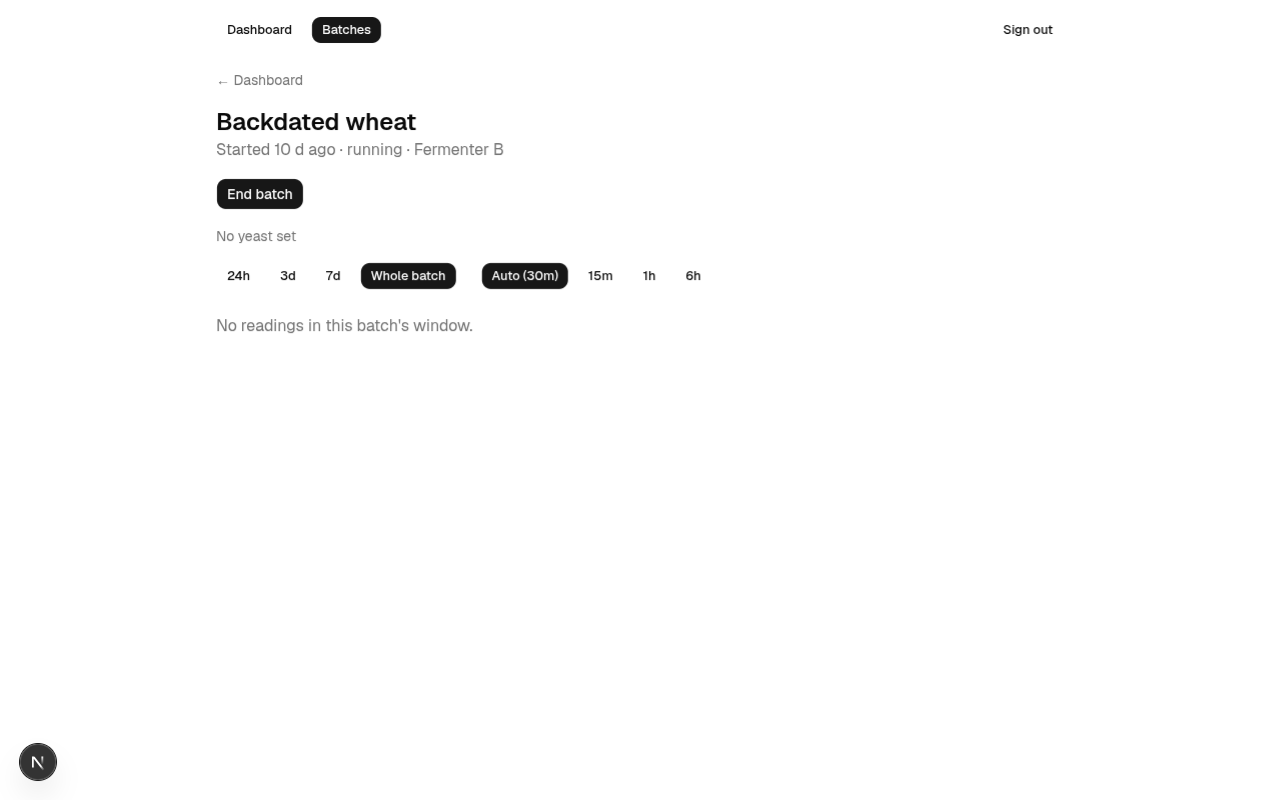 Dashboard Batches Sign out
← Dashboard
Backdated wheat
Started 10 d ago · running · Fermenter B
End batch
No yeast set
24h 3d 7d Whole batch Auto (30m) 15m 1h 6h
No readings in this batch's window.
N